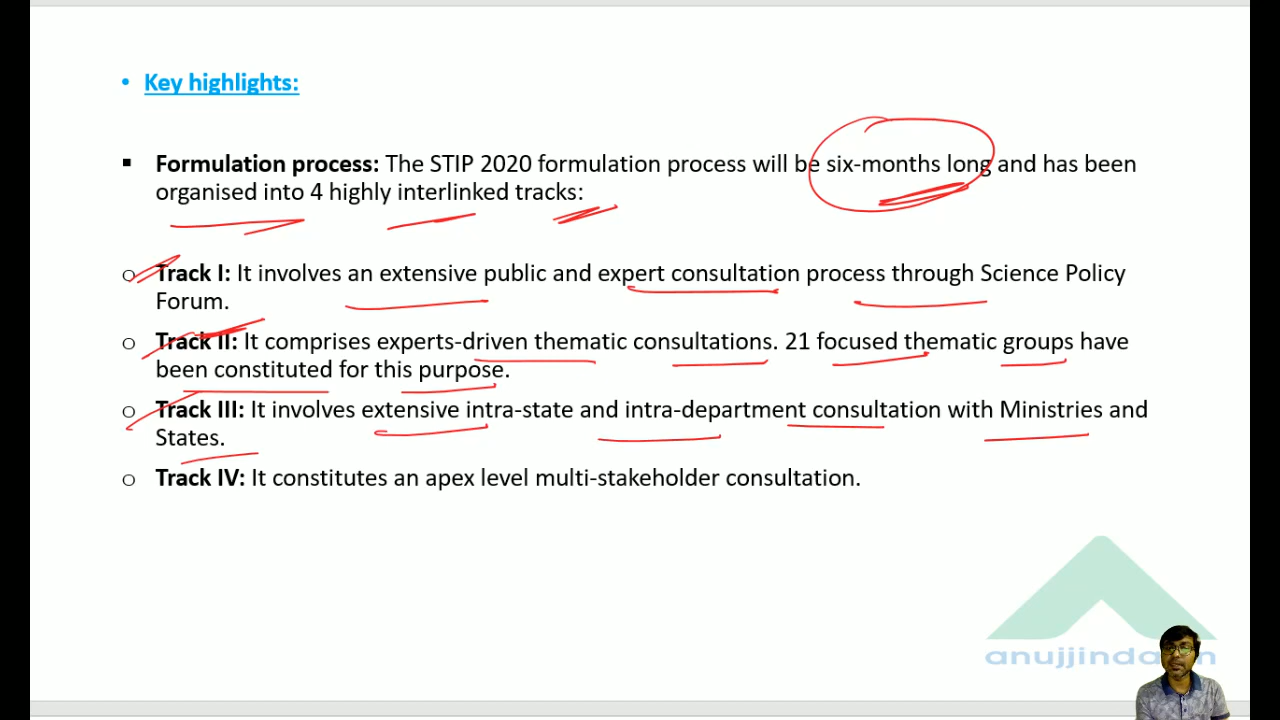 • Key highlights:
▪ Formulation process: The STIP 2020 formulation process will be six-months long and has been
organised into 4 highly interlinked tracks:
o Track I: It involves an extensive public and expert consultation process through Science Policy
Forum.
o Track II: It comprises experts-driven thematic consultations. 21 focused thematic groups have
been constituted for this purpose.
o Track III: It involves extensive intra-state and intra-department consultation with Ministries and
States.
o Track IV: It constitutes an apex level multi-stakeholder consultation.